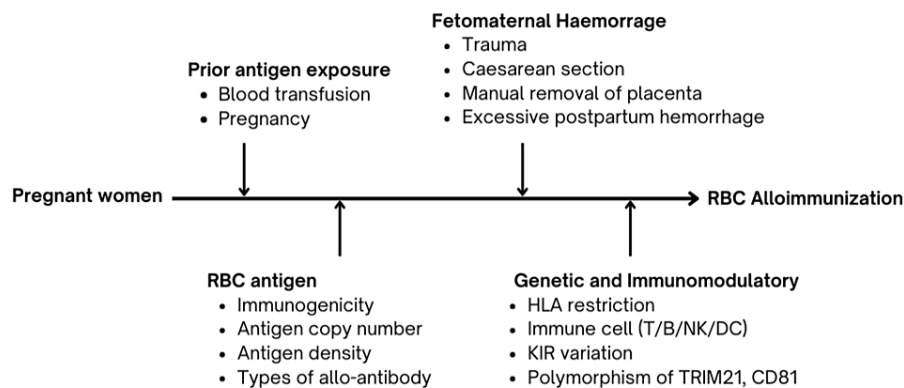 Fetomaternal Haemorrage
• Trauma
• Caesarean section
• Manual removal of placenta
• Excessive postpartum hemorrhage
Prior antigen exposure
• Blood transfusion
• Pregnancy
Pregnant women
RBC Alloimmunization
RBC antigen
• Immunogenicity
• Antigen copy number
• Antigen density
• Types of allo-antibody
Genetic and Immunomodulatory
• HLA restriction
• Immune cell (T/B/NK/DC)
• KIR variation
• Polymorphism of TRIM21, CD81